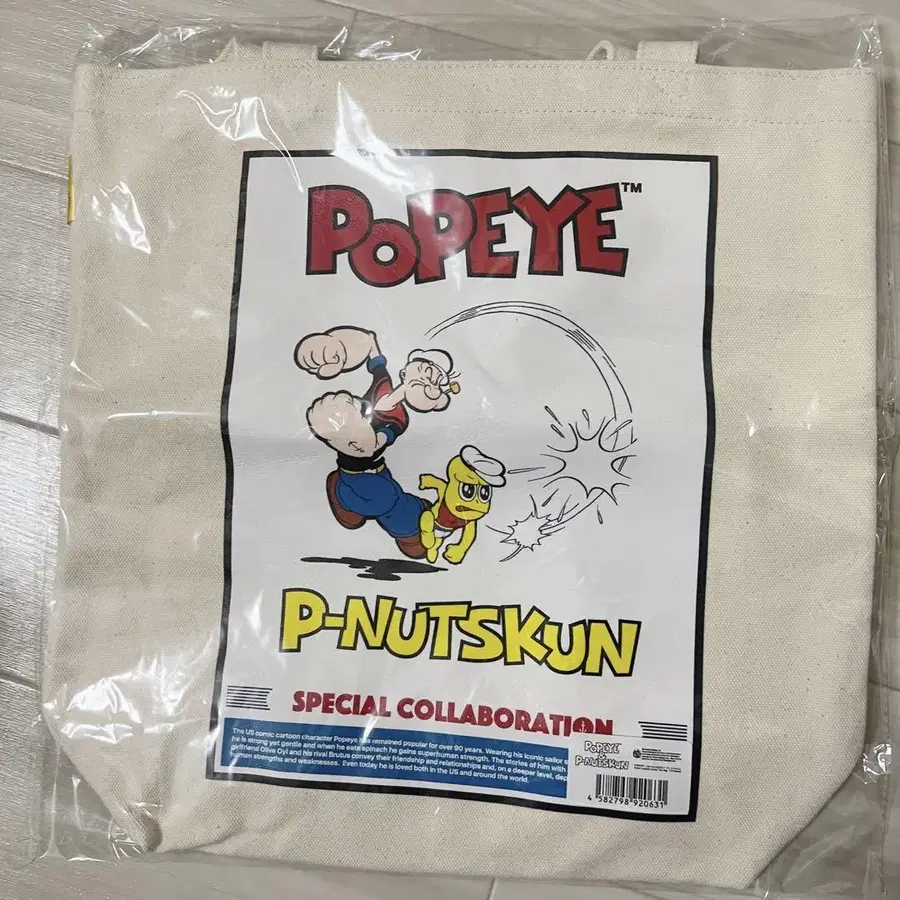 POPEYE™
P-NUTSKUN
SPECIAL COLLABORATION
The US comic cartoon character Popeye has remained popular for over 90 years. Wearing his iconic sailor s
he is strong yet gentle and when he eats spinach he gains superhuman strength. The stories of him with
girlfriend Olive Oyl and his rival Brutus convey their friendship and relationships and, on a deeper level, dep
human strengths and weaknesses. Even today he is loved both in the US and around the world.
POPEYE
P-NUTSKUN
4 582798 920631